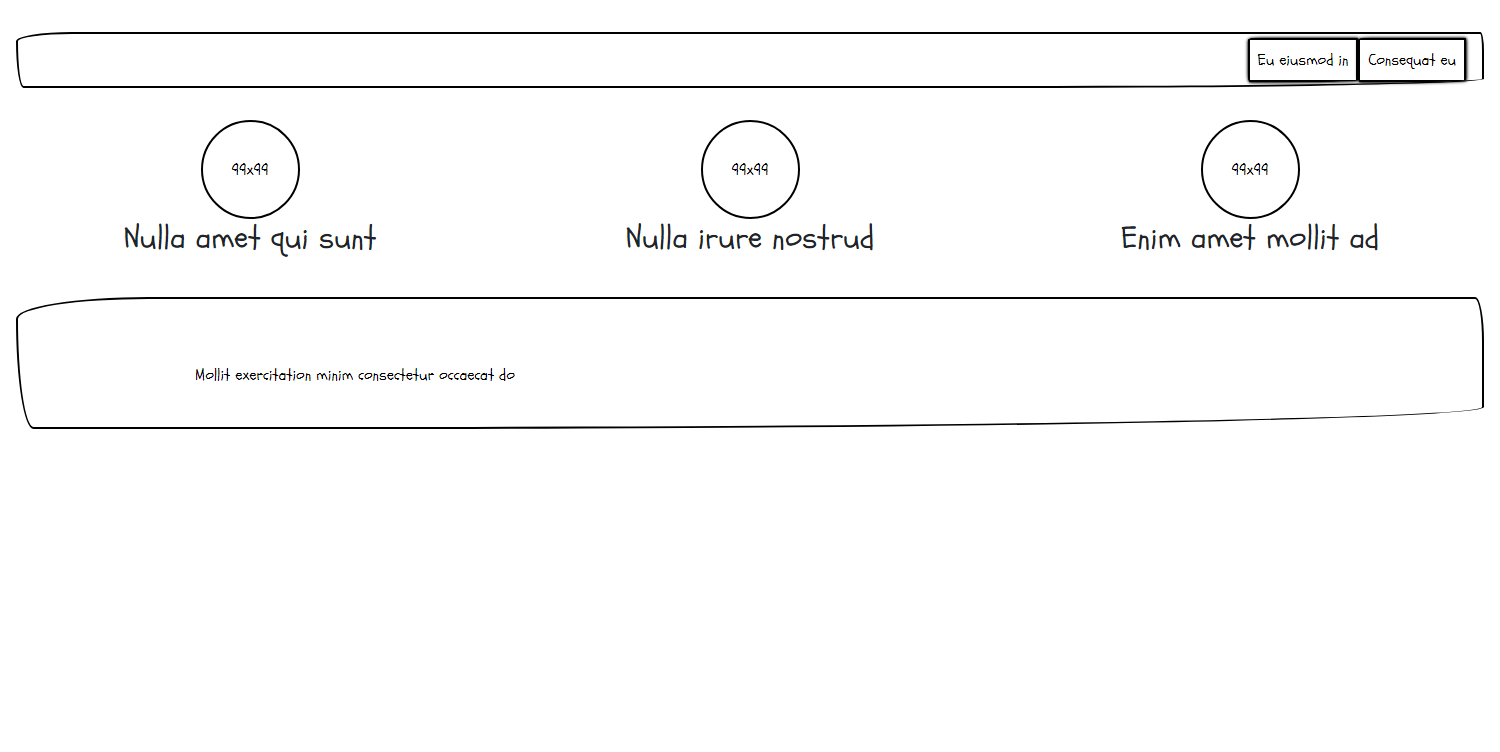 Eu eiusmod in Consequat eu
99x99 99x99 99x99
Nulla amet qui sunt Nulla irure nostrud Enim amet mollit ad
Mollit exercitation minim consectetur occaecat do